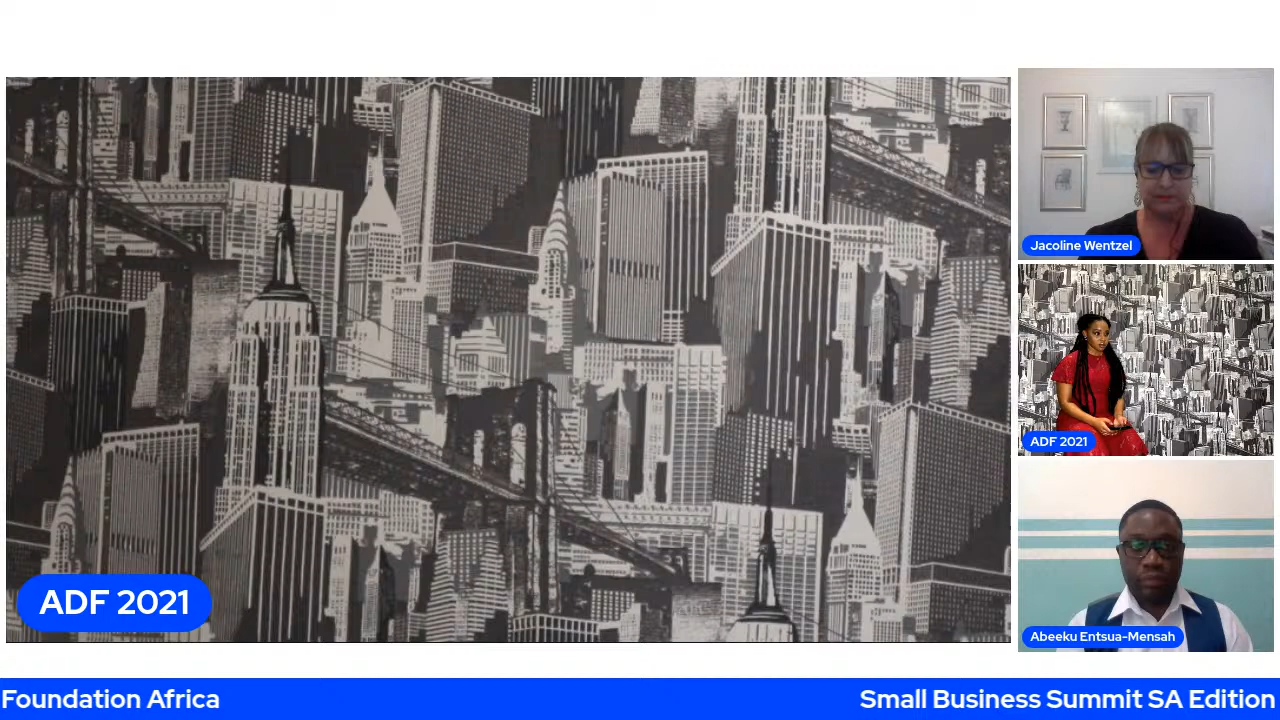 ADF 2021
Jacoline Wentzel
ADF 2021
Abeeku Entsua-Mensah
Foundation Africa
Small Business Summit SA Edition